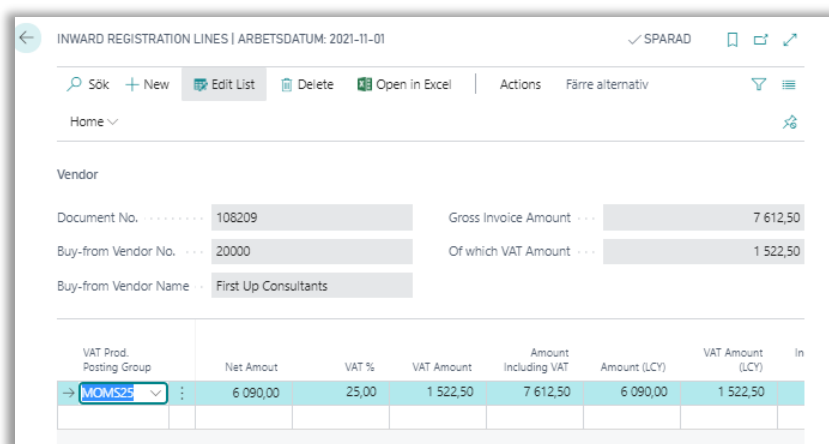 INWARD REGISTRATION LINES | ARBETSDATUM: 2021-11-01
SPARAD
Sök
New
Edit List
Delete
Open in Excel
Actions
Färre alternativ
Home
Vendor
Document No. 108209
Gross Invoice Amount 7 612,50
Buy-from Vendor No. 20000
Of which VAT Amount 1 522,50
Buy-from Vendor Name First Up Consultants
VAT Prod.
Posting Group
Net Amout
VAT %
VAT Amount
Amount
Including VAT
Amount (LCY)
VAT Amount
(LCY)
In
MOMS25 6 090,00 25,00 1 522,50 7 612,50 6 090,00 1 522,50